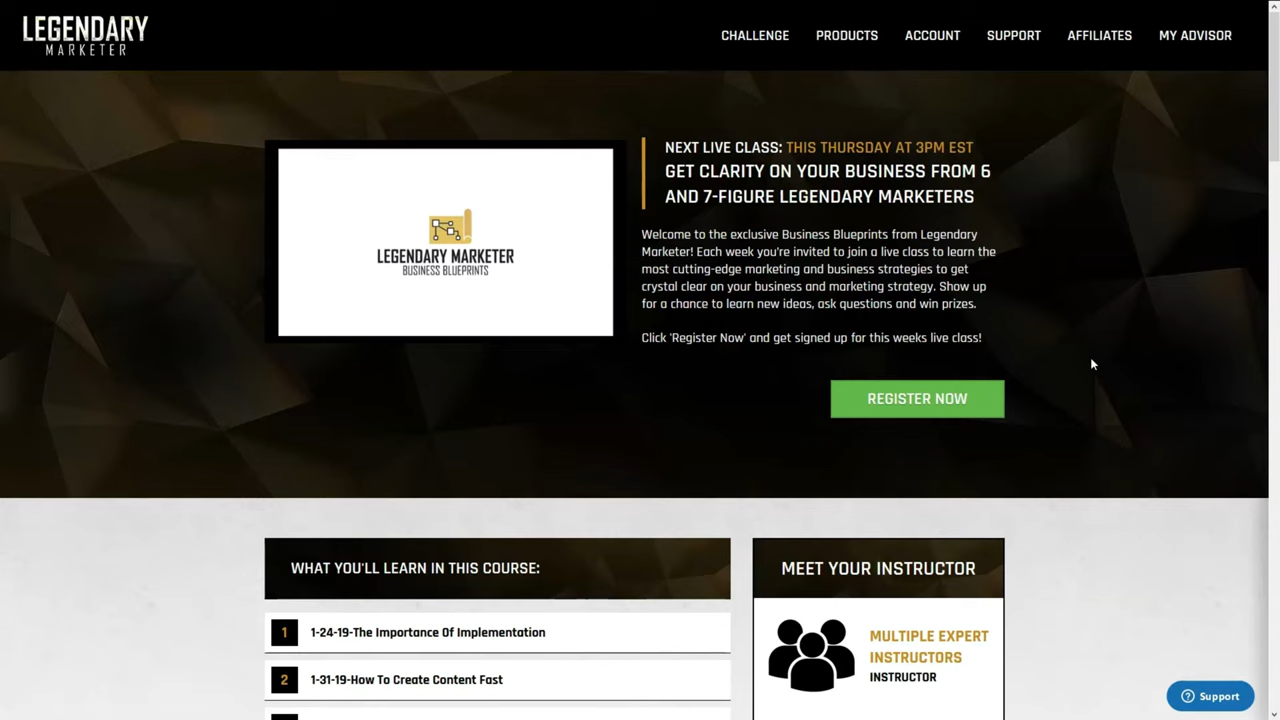 LEGENDARY
MARKETER
CHALLENGE PRODUCTS ACCOUNT SUPPORT AFFILIATES MY ADVISOR
LEGENDARY MARKETER
BUSINESS BLUEPRINTS
NEXT LIVE CLASS: THIS THURSDAY AT 3PM EST
GET CLARITY ON YOUR BUSINESS FROM 6
AND 7-FIGURE LEGENDARY MARKETERS
Welcome to the exclusive Business Blueprints from Legendary
Marketer! Each week you're invited to join a live class to learn the
most cutting-edge marketing and business strategies to get
crystal clear on your business and marketing strategy. Show up
for a chance to learn new ideas, ask questions and win prizes.
Click 'Register Now' and get signed up for this weeks live class!
REGISTER NOW
WHAT YOU'LL LEARN IN THIS COURSE:
1 1-24-19-The Importance Of Implementation
2 1-31-19-How To Create Content Fast
MEET YOUR INSTRUCTOR
MULTIPLE EXPERT
INSTRUCTORS
INSTRUCTOR
Support